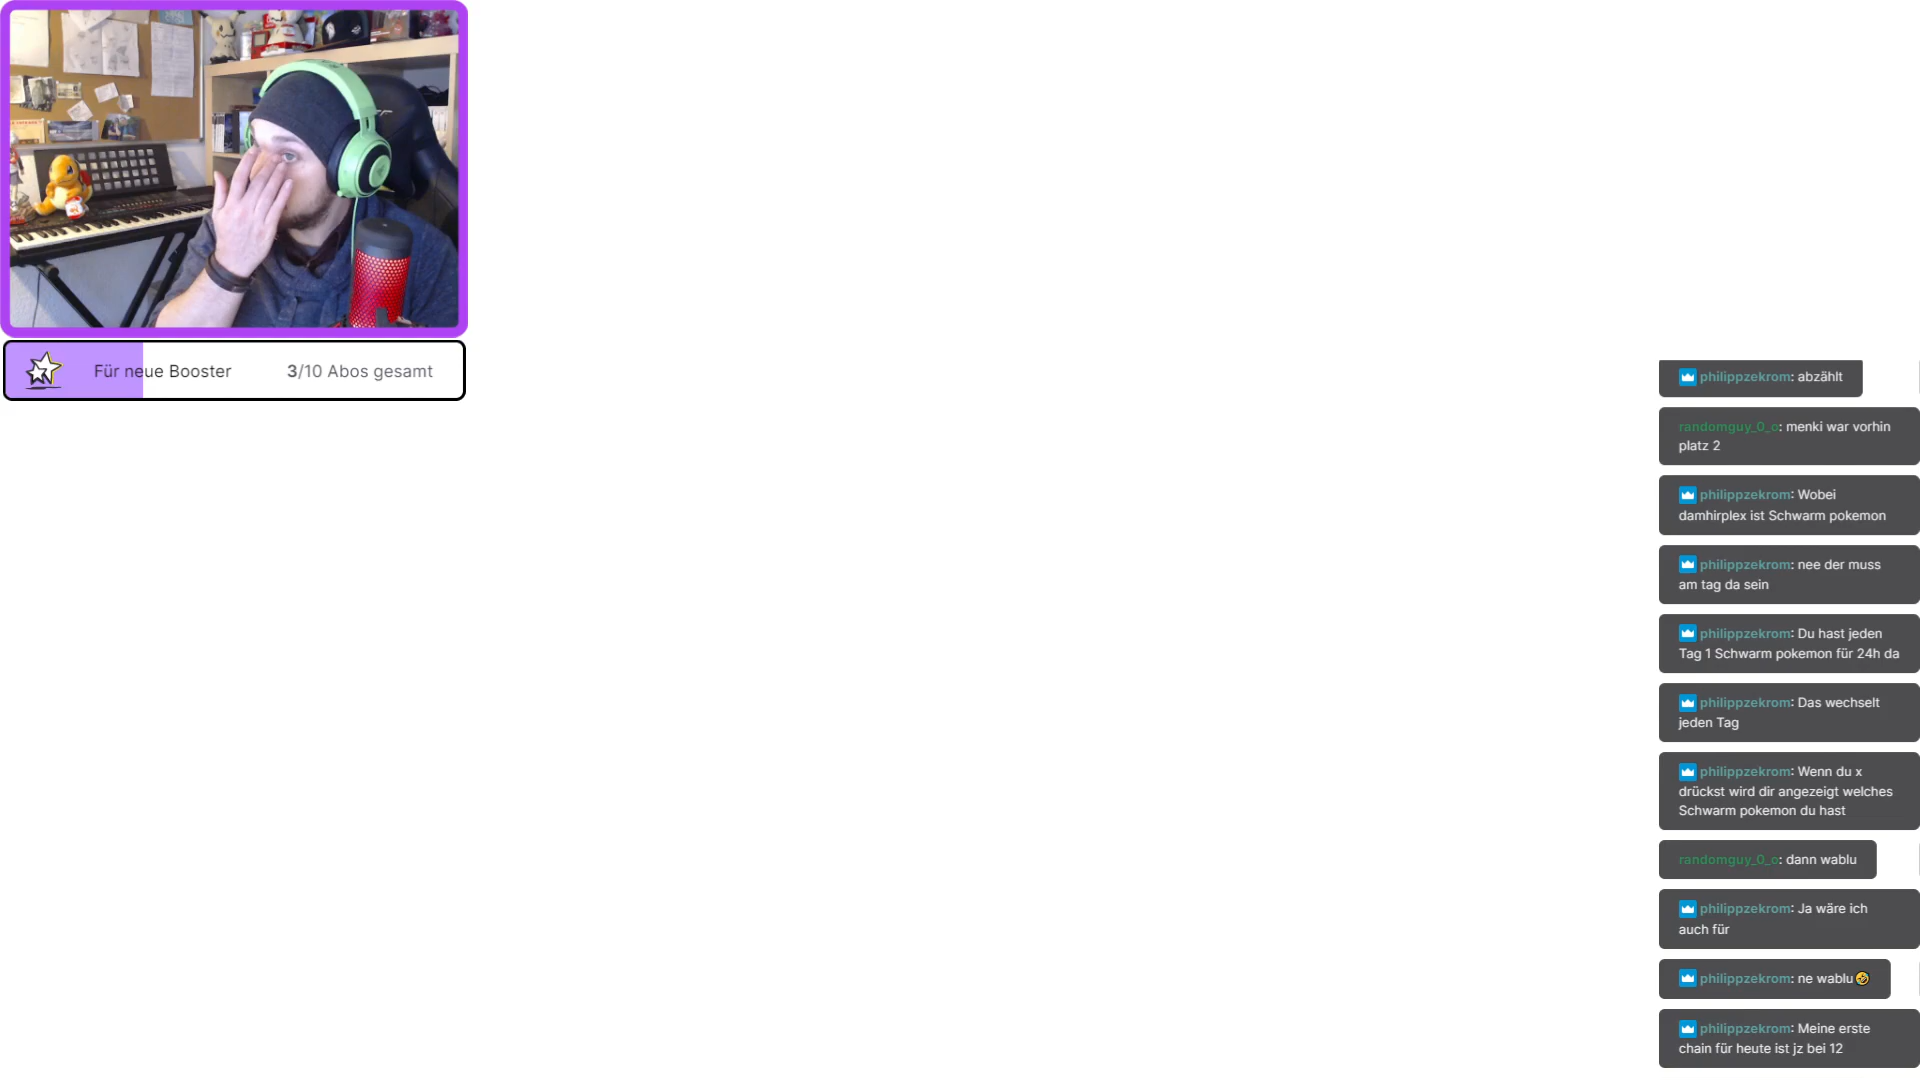 Für neue Booster
3/10 Abos gesamt
philippzekrom: abzählt
randomguy_0_o: menki war vorhin
platz 2
philippzekrom: Wobei
damhirplex ist Schwarm pokemon
philippzekrom: nee der muss
am tag da sein
philippzekrom: Du hast jeden
Tag 1 Schwarm pokemon für 24h da
philippzekrom: Das wechselt
jeden Tag
philippzekrom: Wenn du x
drückst wird dir angezeigt welches
Schwarm pokemon du hast
randomguy_0_o: dann wablu
philippzekrom: Ja wäre ich
auch für
philippzekrom: ne wablu🤣
philippzekrom: Meine erste
chain für heute ist jz bei 12